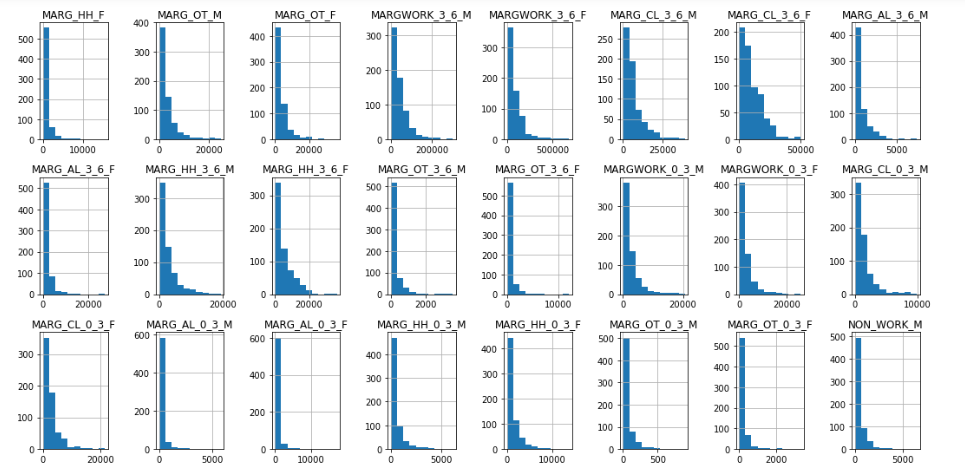 MARG_HH_F MARG_OT_M MARG_OT_F MARGWORK_3_6_M MARGWORK_3_6_F MARG_CL_3_6_M MARG_CL_3_6_F MARG_AL_3_6_M
500 400 300 200 100 0 400 300 200 100 0 400 300 200 100 0 300 200 100 0 300 200 100 0 250 200 150 100 50 0 200 150 100 50 0 400 300 200 100 0
0 10000 0 20000 0 20000 0 200000 0 500000 0 25000 0 50000 0 5000
MARG_AL_3_6_F MARG_HH_3_6_M MARG_HH_3_6_F MARG_OT_3_6_M MARG_OT_3_6_F MARGWORK_0_3_M MARGWORK_0_3_F MARG_CL_0_3_M
500 400 300 200 100 0 300 200 100 0 300 200 100 0 500 400 300 200 100 0 500 400 300 200 100 0 300 200 100 0 400 300 200 100 0 300 200 100 0
0 20000 0 20000 0 20000 0 2000 0 10000 0 20000 0 20000 0 10000
MARG_CL_0_3_F MARG_AL_0_3_M MARG_AL_0_3_F MARG_HH_0_3_M MARG_HH_0_3_F MARG_OT_0_3_M MARG_OT_0_3_F NON_WORK_M
300 200 100 0 600 400 200 0 600 500 400 300 200 100 0 400 300 200 100 0 400 300 200 100 0 500 400 300 200 100 0 500 400 300 200 100 0 500 400 300 200 100 0
0 20000 0 5000 0 10000 0 5000 0 10000 0 500 0 2000 0 5000